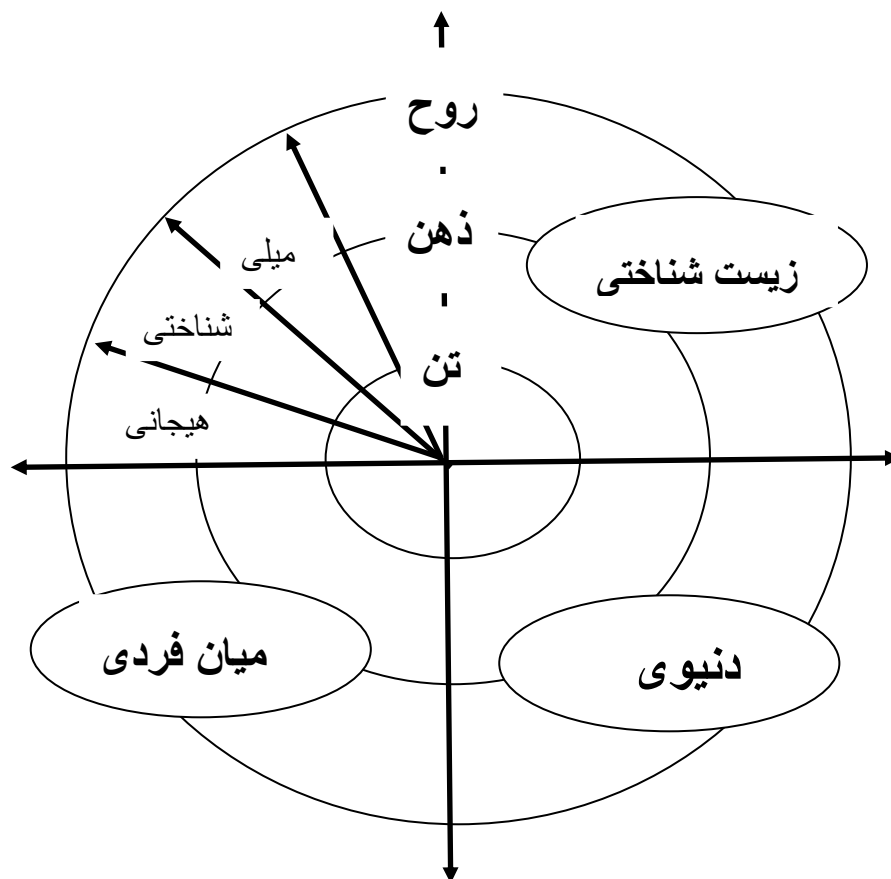 روح
ذهن
زیست شناختی
میلی
شناختی
تن
هیجانی
میان فردی
دنیوی